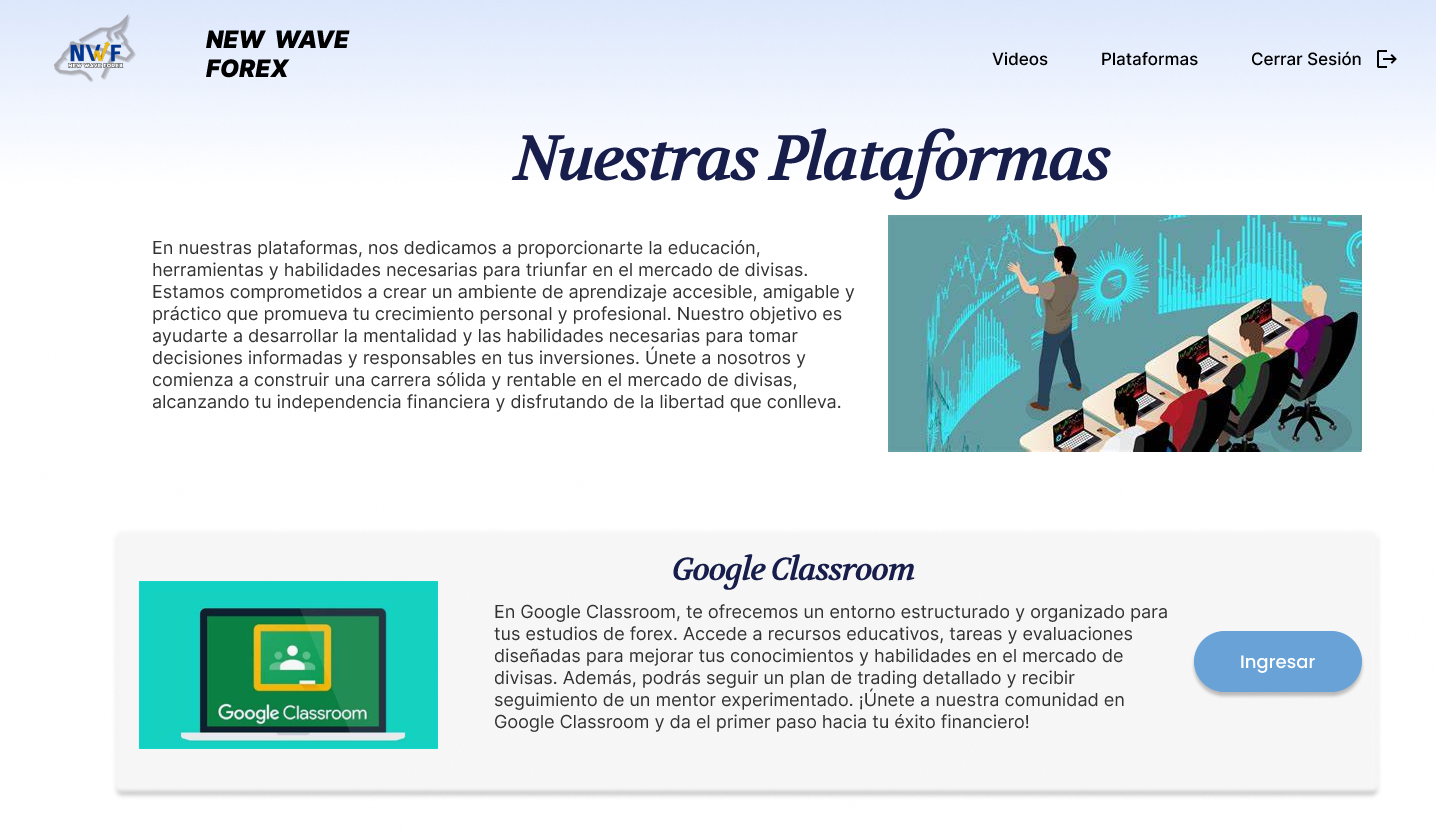 NWF
NEW WAVE FOREX
NEW WAVE
FOREX
Videos
Plataformas
Cerrar Sesión
Nuestras Plataformas
En nuestras plataformas, nos dedicamos a proporcionarte la educación,
herramientas y habilidades necesarias para triunfar en el mercado de divisas.
Estamos comprometidos a crear un ambiente de aprendizaje accesible, amigable y
práctico que promueva tu crecimiento personal y profesional. Nuestro objetivo es
ayudarte a desarrollar la mentalidad y las habilidades necesarias para tomar
decisiones informadas y responsables en tus inversiones. Únete a nosotros y
comienza a construir una carrera sólida y rentable en el mercado de divisas,
alcanzando tu independencia financiera y disfrutando de la libertad que conlleva.
Google Classroom
Google Classroom
En Google Classroom, te ofrecemos un entorno estructurado y organizado para
tus estudios de forex. Accede a recursos educativos, tareas y evaluaciones
diseñadas para mejorar tus conocimientos y habilidades en el mercado de
divisas. Además, podrás seguir un plan de trading detallado y recibir
seguimiento de un mentor experimentado. ¡Únete a nuestra comunidad en
Google Classroom y da el primer paso hacia tu éxito financiero!
Ingresar